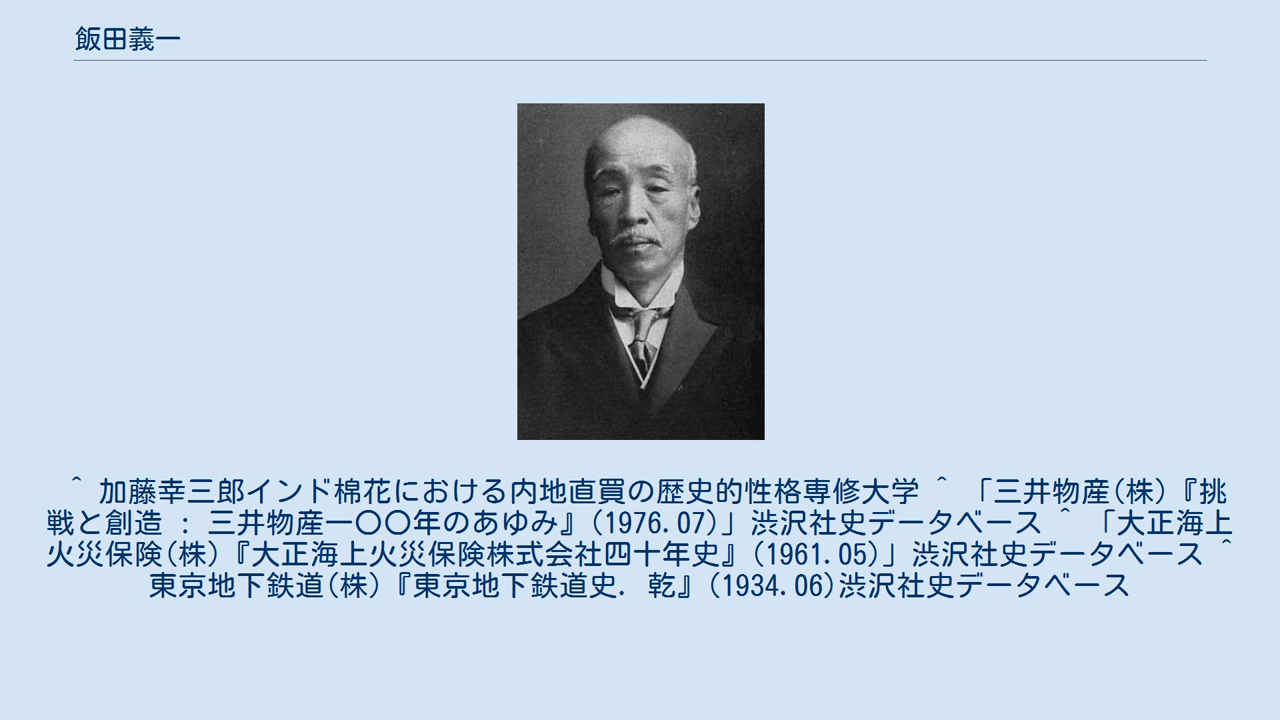 飯田義一
^ 加藤幸三郎インド棉花における内地直買の歴史的性格専修大学 ^ 「三井物産(株)『挑
戦と創造 : 三井物産一〇〇年のあゆみ』(1976.07)」渋沢社史データベース ^ 「大正海上
火災保険(株)『大正海上火災保険株式会社四十年史』(1961.05)」渋沢社史データベース ^
東京地下鉄道(株)『東京地下鉄道史. 乾』(1934.06)渋沢社史データベース